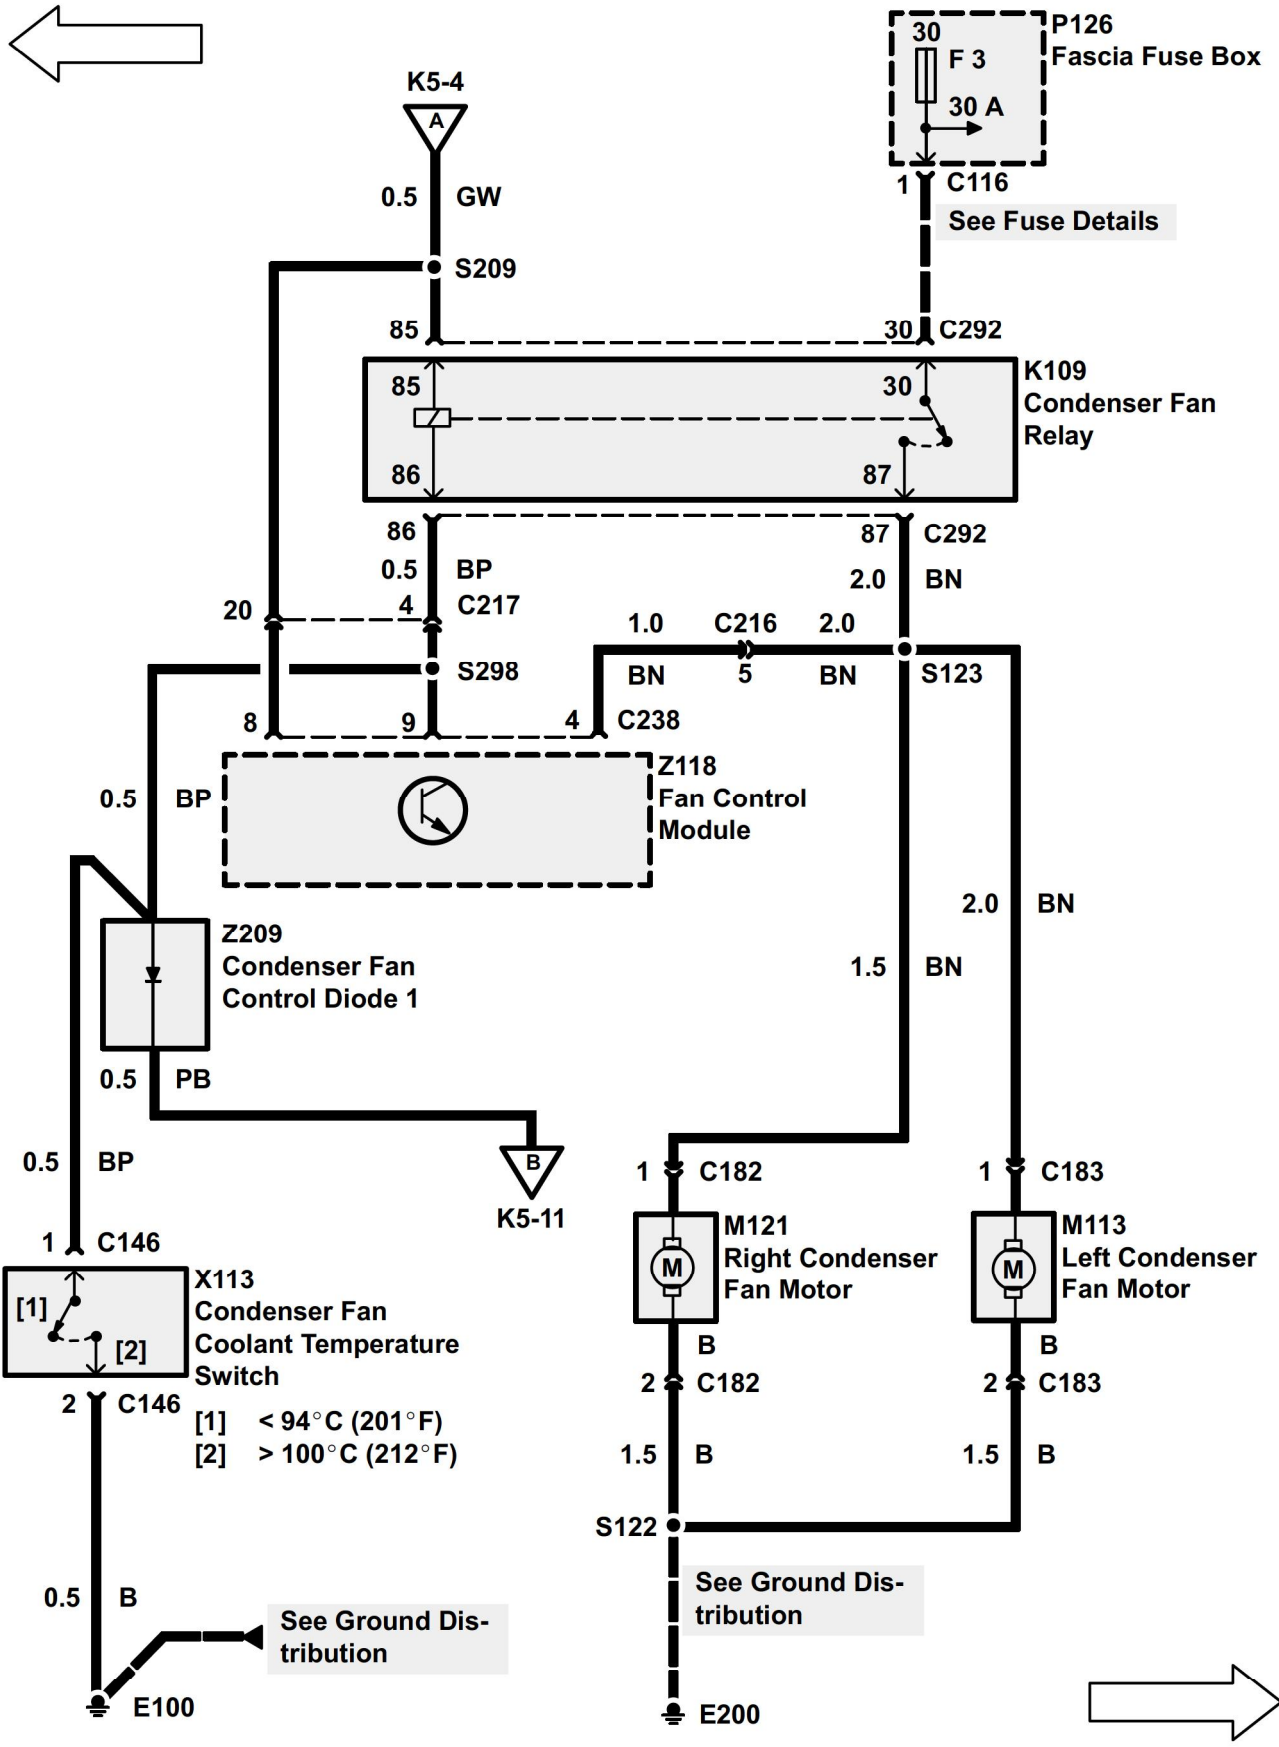 P126
30
Fascia Fuse Box
F 3
30 A
K5-4
A
1 C116
0.5 GW
See Fuse Details
S209
85
30 C292
85
30
K109
Condenser Fan
Relay
86
87
86
87 C292
0.5 BP
2.0 BN
20
4 C217
1.0 C216 2.0
S298
BN 5 BN
S123
8
9
4 C238
Z118
Fan Control
Module
0.5 BP
2.0 BN
Z209
Condenser Fan
Control Diode 1
1.5 BN
0.5 PB
0.5 BP
B
K5-11
1 C182
1 C183
1 C146
M121
Right Condenser
Fan Motor
M
M113
Left Condenser
Fan Motor
M
X113
Condenser Fan
Coolant Temperature
Switch
[1]
[2]
B
B
2 C182
2 C183
2 C146
[1] < 94°C (201°F)
[2] > 100°C (212°F)
1.5 B
1.5 B
S122
0.5 B
See Ground Dis-
tribution
See Ground Dis-
tribution
E100
E200